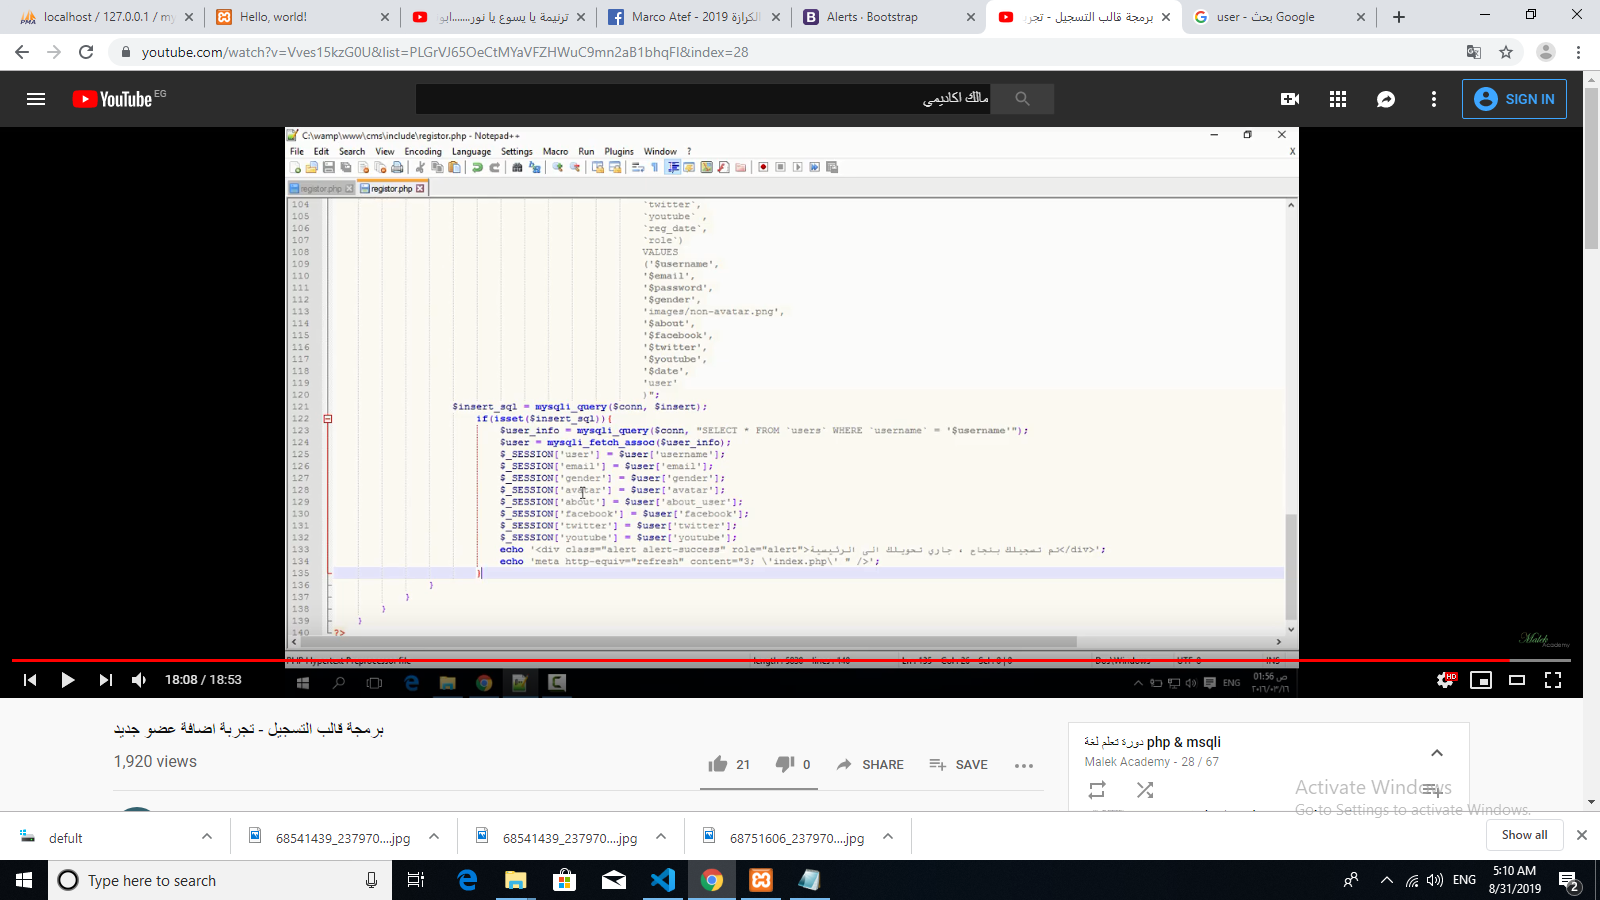 localhost / 127.0.0.1 / my
Hello, world!
ترنيمة يا يسوع يا نور......ابو
Marco Atef - 2019 الكرازة
Alerts · Bootstrap
برمجة قالب التسجيل - تجر
user - بحث Google
youtube.com/watch?v=Vves15kzG0U&list=PLGrVJ65OeCtMYaVFZHWuC9mn2aB1bhqFI&index=28
YouTube EG
مالك اكاديمي
SIGN IN
C:\wamp\www\cms\include\registor.php - Notepad++
File Edit Search View Encoding Language Settings Macro Run Plugins Window ? X
registor.php registor.php
104 `twitter`,
105 `youtube` ,
106 `reg_date`,
107 `role`)
108 VALUES
109 ('$username',
110 '$email',
111 '$password',
112 '$gender',
113 'images/non-avatar.png',
114 '$about',
115 '$facebook',
116 '$twitter',
117 '$youtube',
118 '$date',
119 'user'
120 )";
121 $insert_sql = mysqli_query($conn, $insert);
122 if(isset($insert_sql)){
123 $user_info = mysqli_query($conn, "SELECT * FROM `users` WHERE `username` = '$username'");
124 $user = mysqli_fetch_assoc($user_info);
125 $_SESSION['user'] = $user['username'];
126 $_SESSION['email'] = $user['email'];
127 $_SESSION['gender'] = $user['gender'];
128 $_SESSION['avatar'] = $user['avatar'];
129 $_SESSION['about'] = $user['about_user'];
130 $_SESSION['facebook'] = $user['facebook'];
131 $_SESSION['twitter'] = $user['twitter'];
132 $_SESSION['youtube'] = $user['youtube'];
133 echo '<div class="alert alert-success" role="alert">تم تسجيلك بنجاح ، جاري تحويلك الى الرئيسية</div>';
134 echo 'meta http-equiv="refresh" content="3; \'index.php\' " />';
135 }
136 }
137 }
138 }
139 }
140 ?>
Malek Academy
PHP Hypertext Preprocessor file length : 5030 lines : 140 Ln : 135 Col : 26 Sel : 0 | 0 Dos\Windows UTF-8 INS
18:08 / 18:53
HD
ENG
01:56 ص
٢٠١٦/٠٣/١٦
برمجة قالب التسجيل - تجربة اضافة عضو جديد
1,920 views
21 0 SHARE SAVE
دورة تعلم لغة php & msqli
Malek Academy - 28 / 67
Activate Windows
Go to Settings to activate Windows.
defult
68541439_237970....jpg
68541439_237970....jpg
68751606_237970....jpg
Show all
Type here to search
ENG
5:10 AM
8/31/2019
2